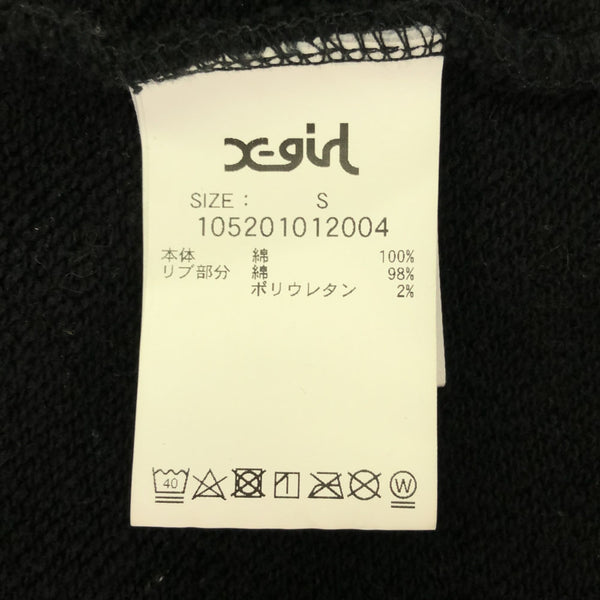 X-girl
SIZE: S
105201012004
本体 綿 100%
リブ部分 綿 98%
ポリウレタン 2%
40 W